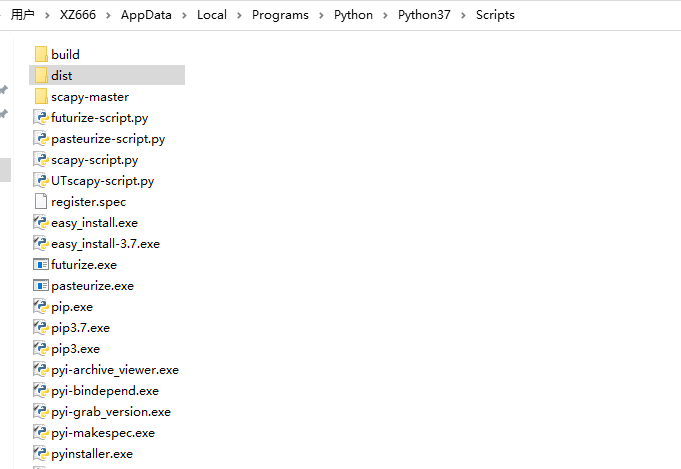 用户 > XZ666 > AppData > Local > Programs > Python > Python37 > Scripts
build
dist
scapy-master
futurize-script.py
pasteurize-script.py
scapy-script.py
UTscapy-script.py
register.spec
easy_install.exe
easy_install-3.7.exe
futurize.exe
pasteurize.exe
pip.exe
pip3.7.exe
pip3.exe
pyi-archive_viewer.exe
pyi-bindepend.exe
pyi-grab_version.exe
pyi-makespec.exe
pyinstaller.exe